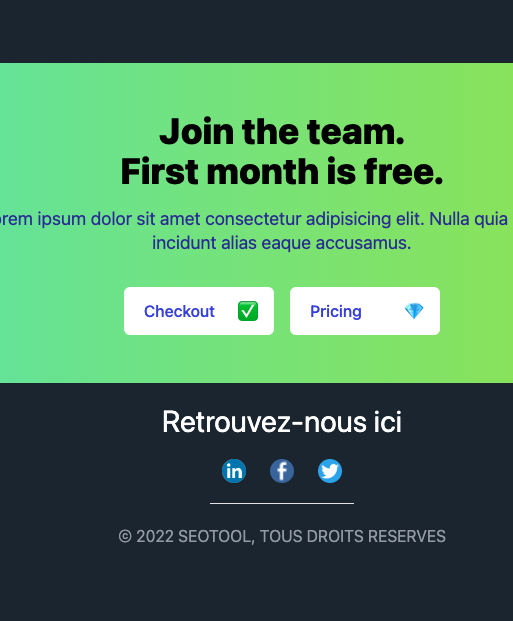 Join the team.
First month is free.
orem ipsum dolor sit amet consectetur adipisicing elit. Nulla quia
incidunt alias eaque accusamus.
Checkout
Pricing
Retrouvez-nous ici
in f
© 2022 SEOTOOL, TOUS DROITS RESERVES